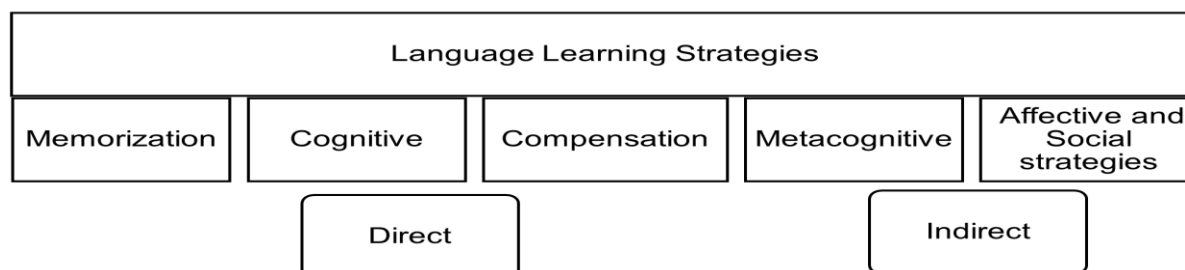 Language Learning Strategies
Memorization
Cognitive
Compensation
Metacognitive
Affective and
Social
strategies
Direct
Indirect